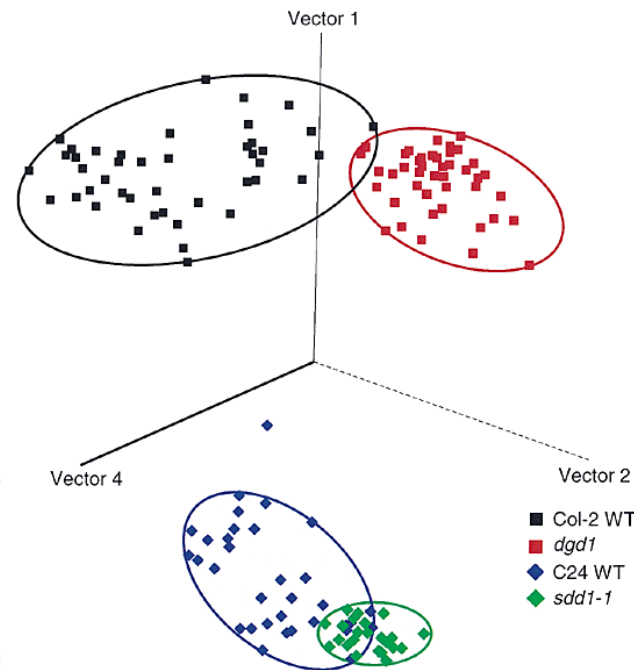 Vector 1
Vector 4
Vector 2
Col-2 WT
dgd1
C24 WT
sdd1-1